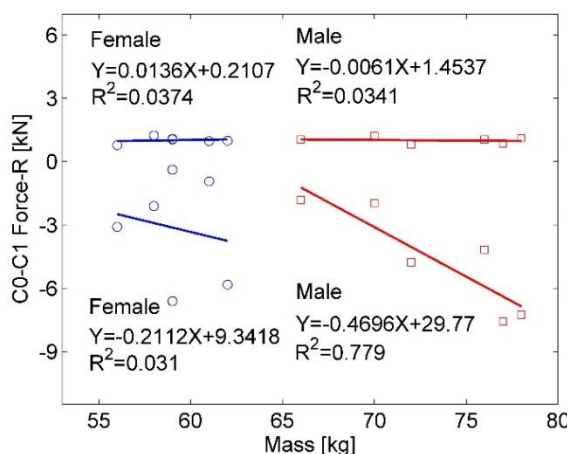 Female
Y=0.0136X+0.2107
R²=0.0374
Male
Y=-0.0061X+1.4537
R²=0.0341
Female
Y=-0.2112X+9.3418
R²=0.031
Male
Y=-0.4696X+29.77
R²=0.779
C0-C1 Force-R [kN]
6
3
0
-3
-6
-9
55
60
65
70
75
80
Mass [kg]